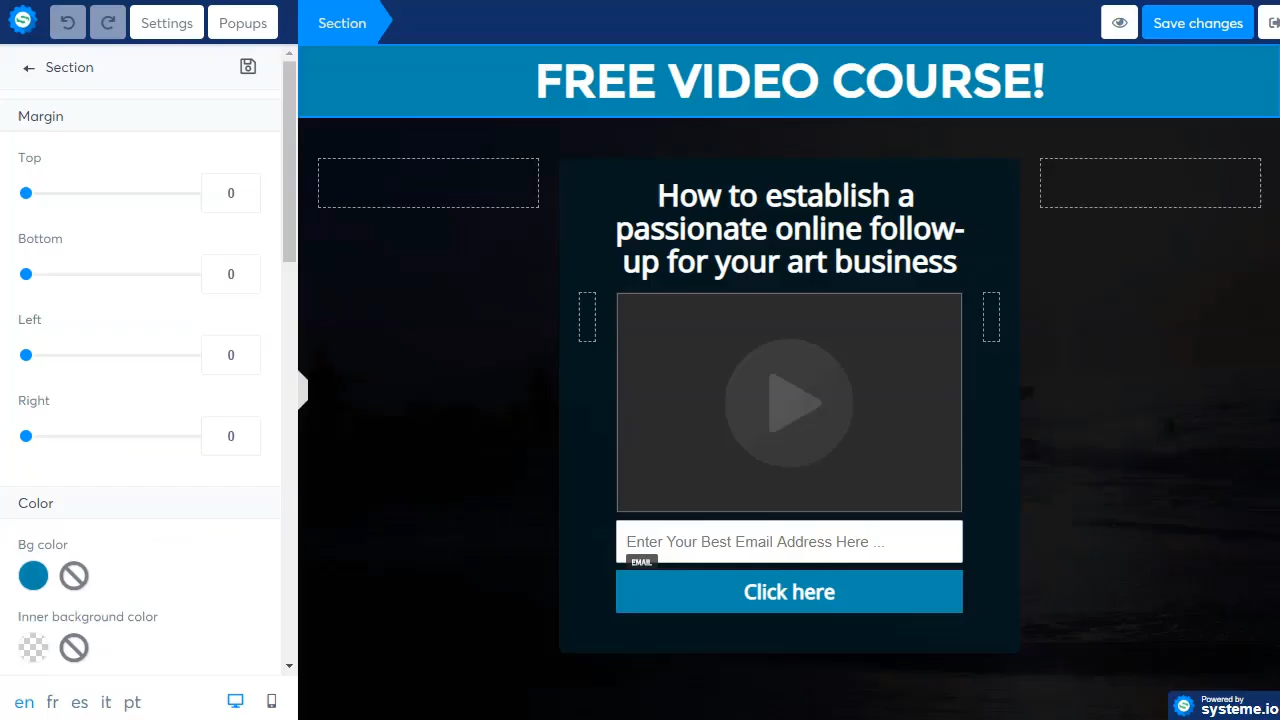 Settings
Popups
Section
Save changes
Section
Margin
Top
0
Bottom
0
Left
0
Right
0
Color
Bg color
Inner background color
en fr es it pt
FREE VIDEO COURSE!
How to establish a
passionate online follow-
up for your art business
Enter Your Best Email Address Here ...
EMAIL
Click here
Powered by
systeme.io